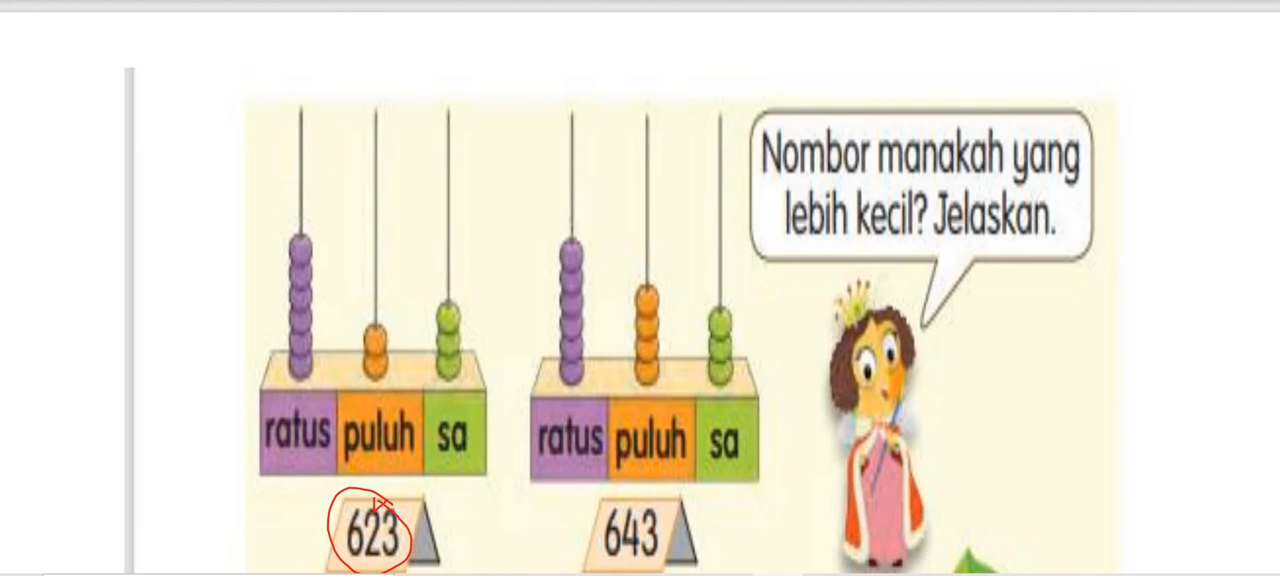 Nombor manakah yang
lebih kecil? Jelaskan.
ratus puluh sa
ratus puluh sa
623
643